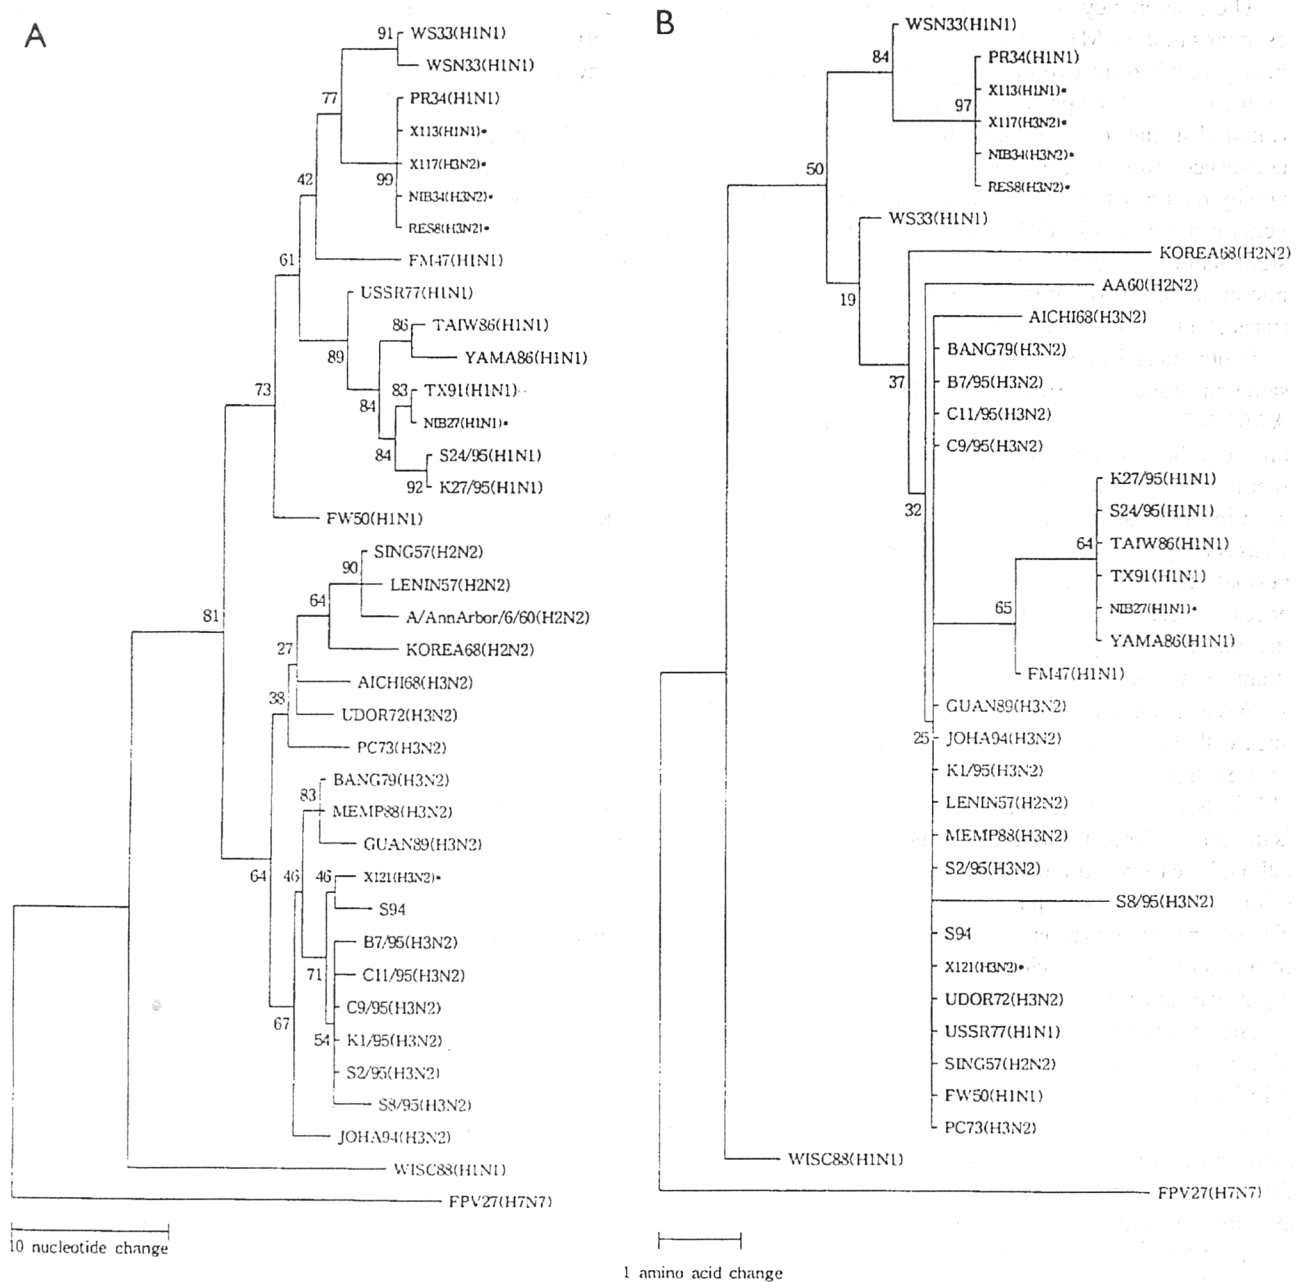 A
91 WS33(H1N1)
WSN33(H1N1)
77 PR34(H1N1)
X113(H1N1)•
X117(H3N2)•
42 99 NIB34(H3N2)•
RES8(H3N2)•
61 FM47(H1N1)
USSR77(H1N1)
86 TAIW86(H1N1)
89 YAMA86(H1N1)
73 83 TX91(H1N1)
84 NIB27(H1N1)•
84 S24/95(H1N1)
92 K27/95(H1N1)
FW50(H1N1)
SING57(H2N2)
90 LENIN57(H2N2)
81 64 A/AnnArbor/6/60(H2N2)
27 KOREA68(H2N2)
AICHI68(H3N2)
38 UDOR72(H3N2)
PC73(H3N2)
BANG79(H3N2)
83 MEMP88(H3N2)
GUAN89(H3N2)
64 46 46 X121(H3N2)•
S94
B7/95(H3N2)
71 C11/95(H3N2)
C9/95(H3N2)
67 54 K1/95(H3N2)
S2/95(H3N2)
S8/95(H3N2)
JOHA94(H3N2)
WISC88(H1N1)
FPV27(H7N7)
10 nucleotide change
B
WSN33(H1N1)
84 PR34(H1N1)
X113(H1N1)•
97 X117(H3N2)•
NIB34(H3N2)•
50 RES8(H3N2)•
WS33(H1N1)
KOREA68(H2N2)
AA60(H2N2)
19 AICHI68(H3N2)
BANG79(H3N2)
37 B7/95(H3N2)
C11/95(H3N2)
C9/95(H3N2)
K27/95(H1N1)
32 S24/95(H1N1)
64 TAIW86(H1N1)
TX91(H1N1)
65 NIB27(H1N1)•
YAMA86(H1N1)
FM47(H1N1)
GUAN89(H3N2)
25 JOHA94(H3N2)
K1/95(H3N2)
LENIN57(H2N2)
MEMP88(H3N2)
S2/95(H3N2)
S8/95(H3N2)
S94
X121(H3N2)•
UDOR72(H3N2)
USSR77(H1N1)
SING57(H2N2)
FW50(H1N1)
PC73(H3N2)
WISC88(H1N1)
FPV27(H7N7)
1 amino acid change